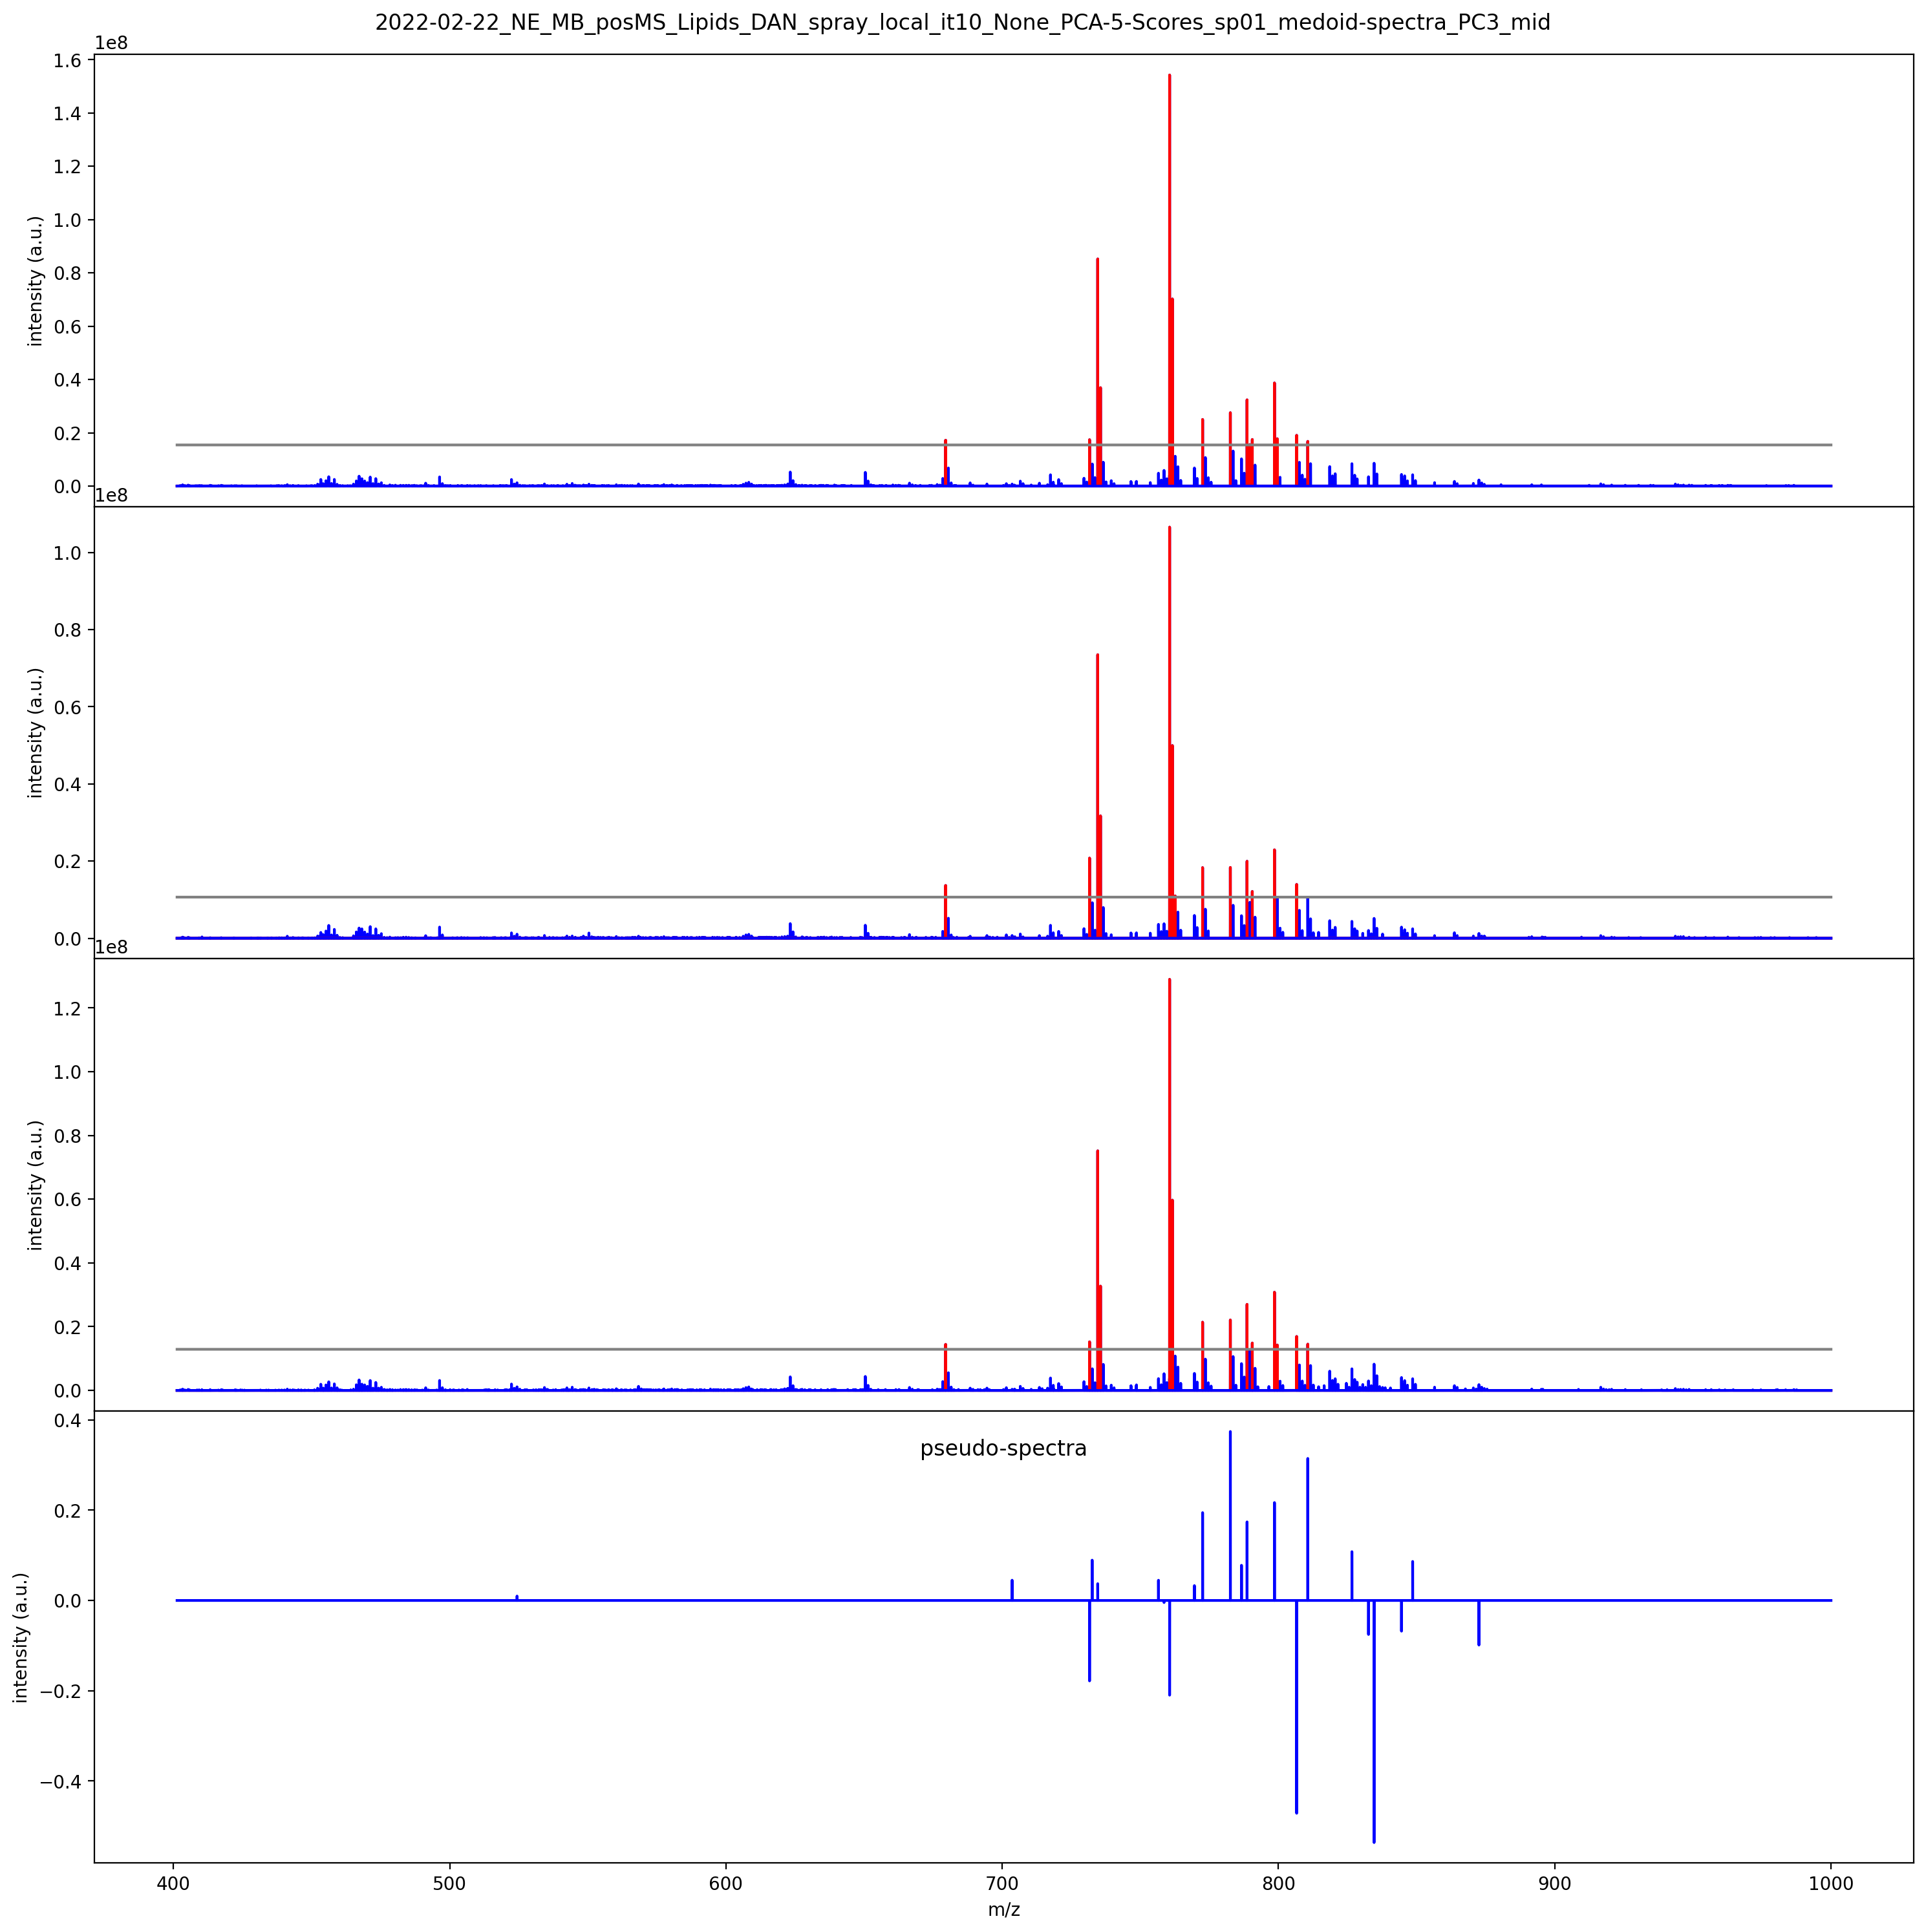 2022-02-22_NE_MB_posMS_Lipids_DAN_spray_local_it10_None_PCA-5-Scores_sp01_medoid-spectra_PC3_mid
1e8
1.6
1.4
1.2
1.0
0.8
0.6
0.4
0.2
0.0
intensity (a.u.)
1e8
1.0
0.8
0.6
0.4
0.2
0.0
intensity (a.u.)
1e8
1.2
1.0
0.8
0.6
0.4
0.2
0.0
intensity (a.u.)
pseudo-spectra
0.4
0.2
0.0
−0.2
−0.4
intensity (a.u.)
400 500 600 700 800 900 1000
m/z